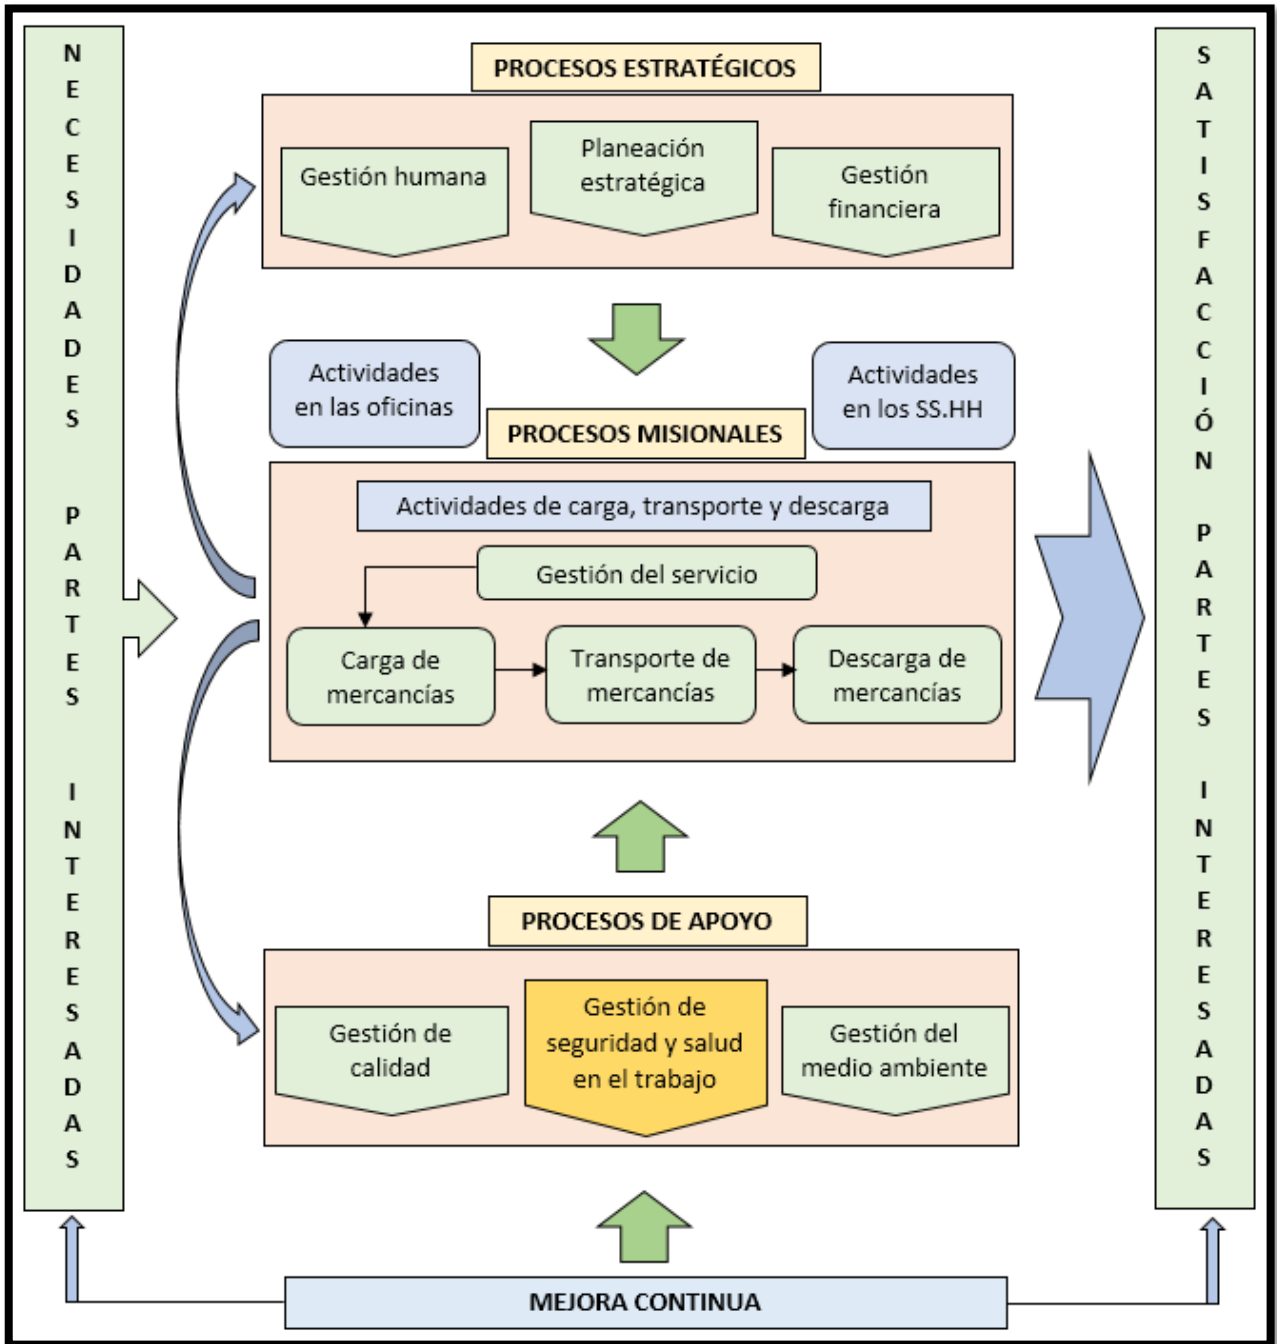 NECESIDADES PARTES INTERESADAS
PROCESOS ESTRATÉGICOS
Gestión humana
Planeación
estratégica
Gestión
financiera
Actividades
en las oficinas
Actividades
en los SS.HH
PROCESOS MISIONALES
Actividades de carga, transporte y descarga
Gestión del servicio
Carga de
mercancías
Transporte de
mercancías
Descarga de
mercancías
PROCESOS DE APOYO
Gestión de
calidad
Gestión de
seguridad y salud
en el trabajo
Gestión del
medio ambiente
MEJORA CONTINUA
SATISFACCIÓN PARTES INTERESADAS